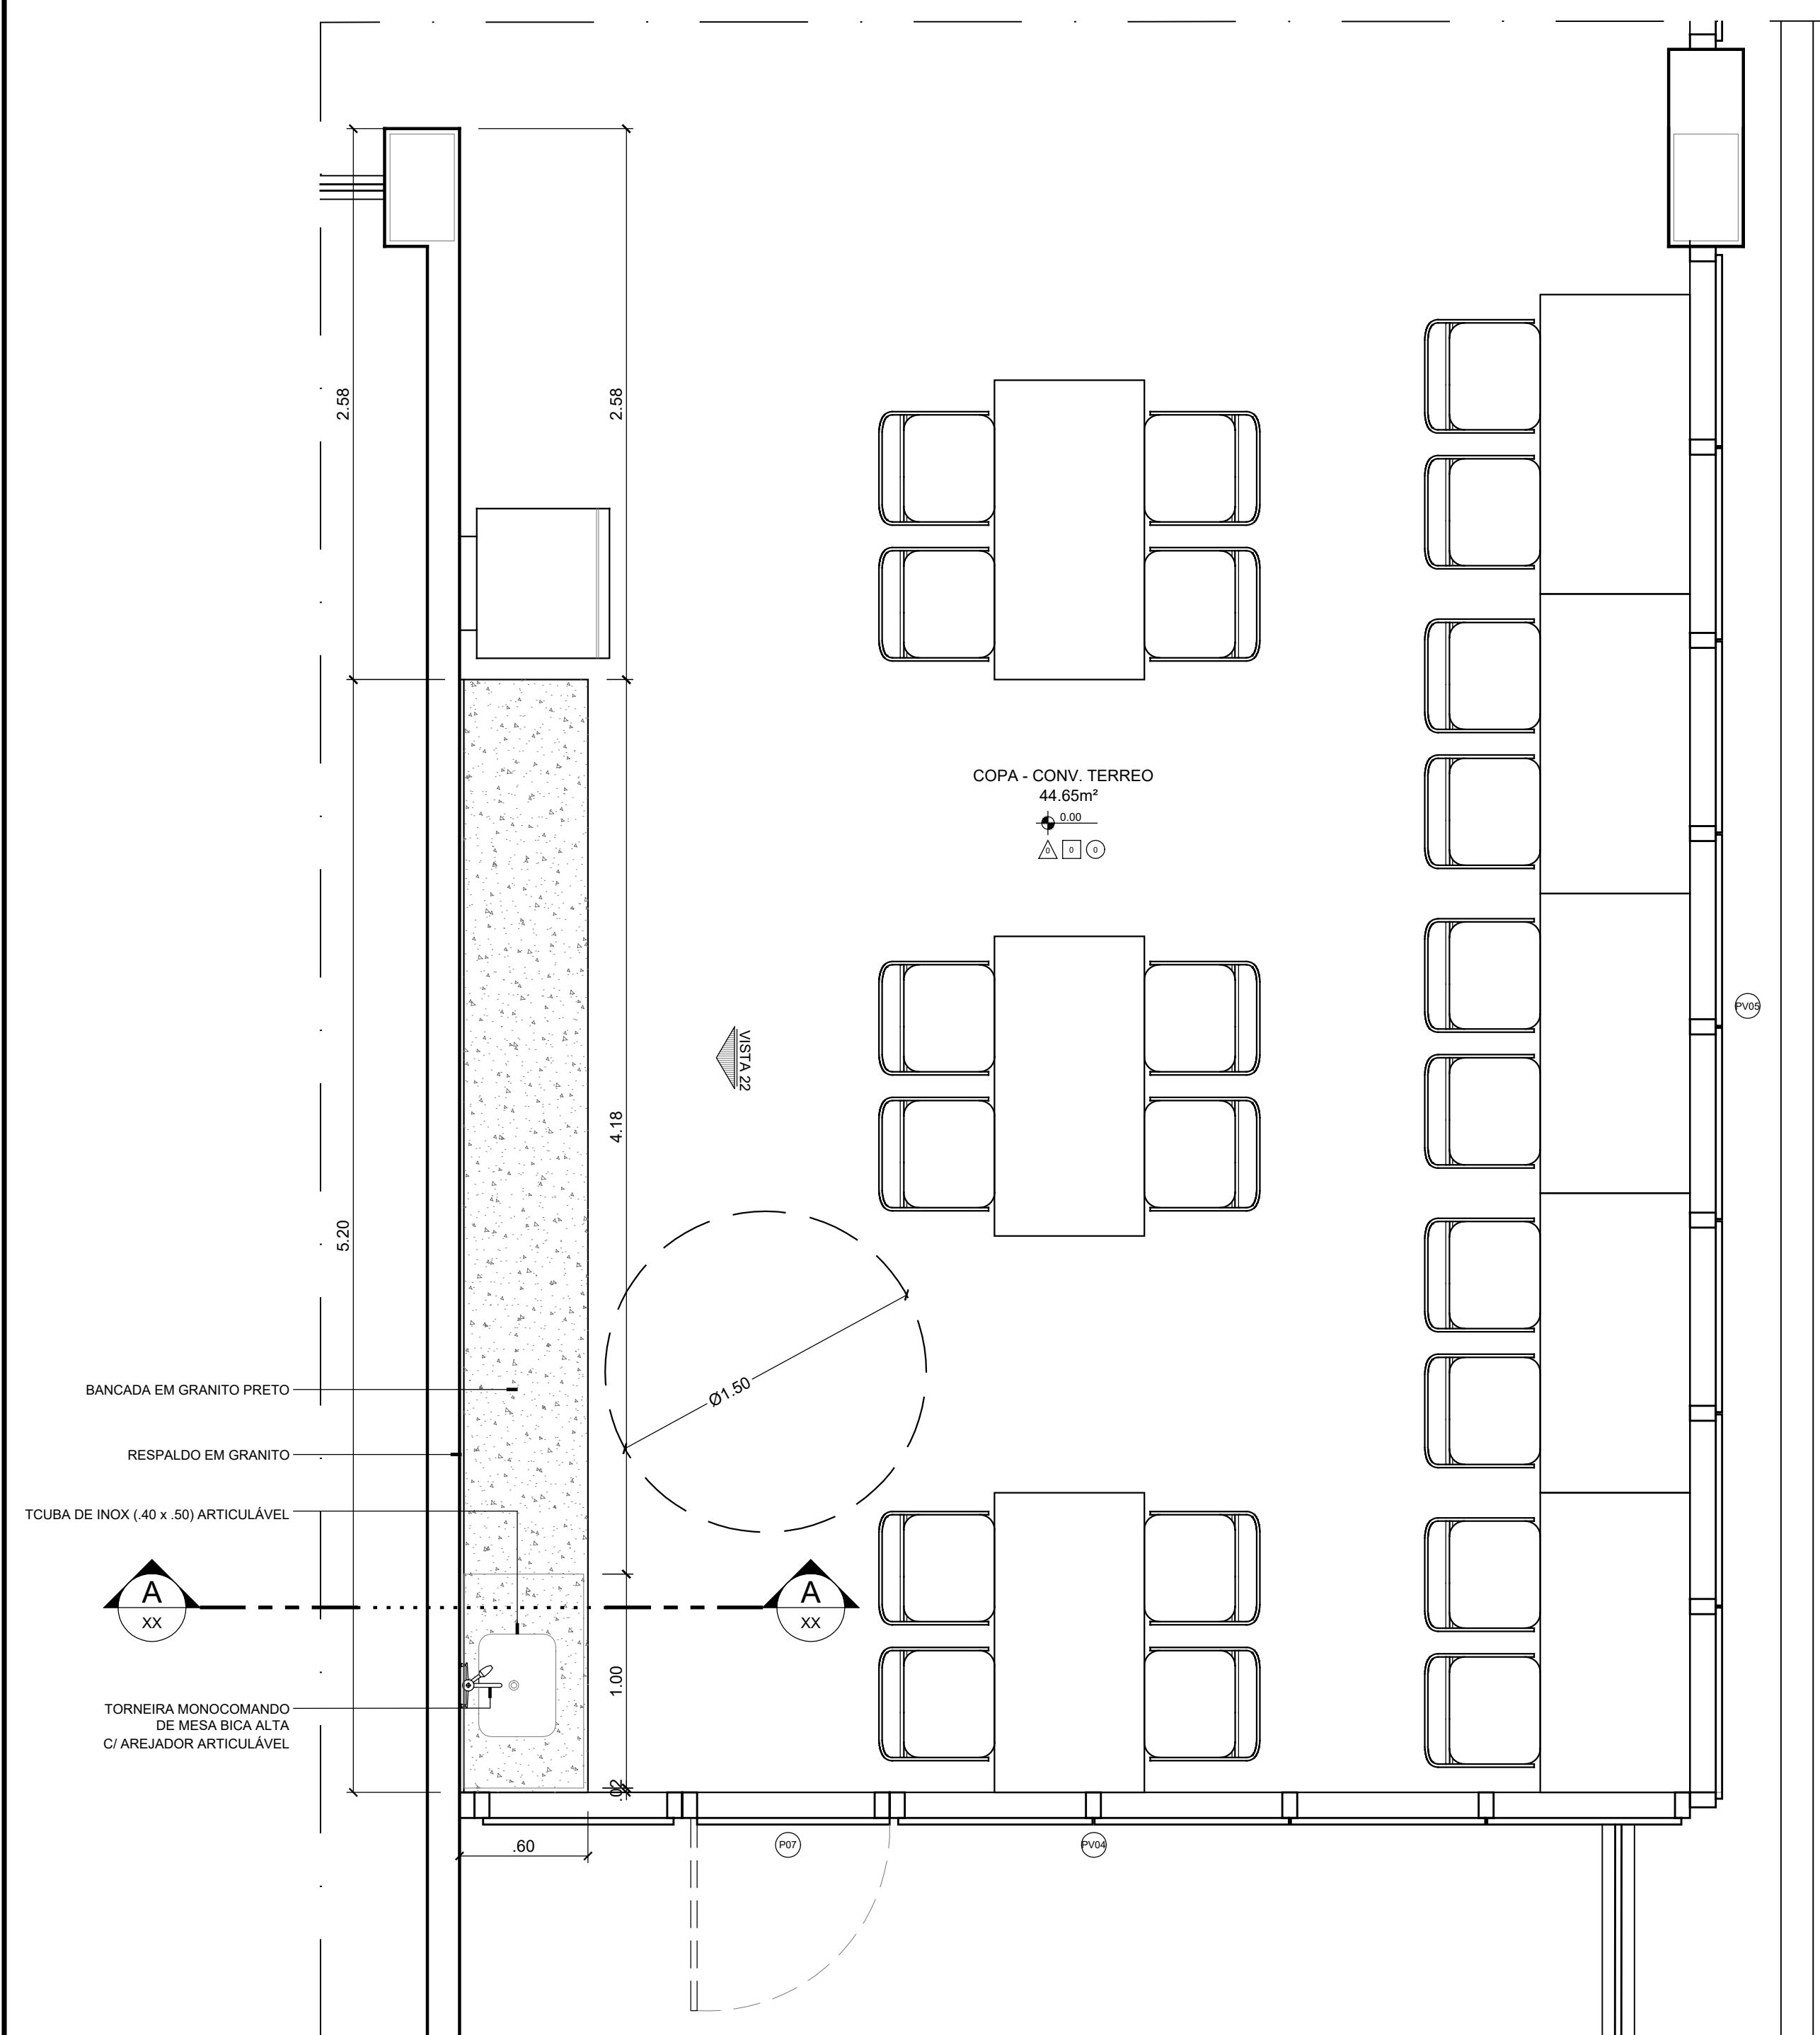 2.58
2.58
COPA - CONV. TERREO
44.65m²
0.00
0 0 0
PV05
VISTA 22
4.18
5.20
BANCADA EM GRANITO PRETO
Ø1.50
RESPALDO EM GRANITO
TCUBA DE INOX (.40 x .50) ARTICULÁVEL
A
XX
A
XX
1.00
TORNEIRA MONOCOMANDO
DE MESA BICA ALTA
C/ AREJADOR ARTICULÁVEL
.02
.60
P07
PV04